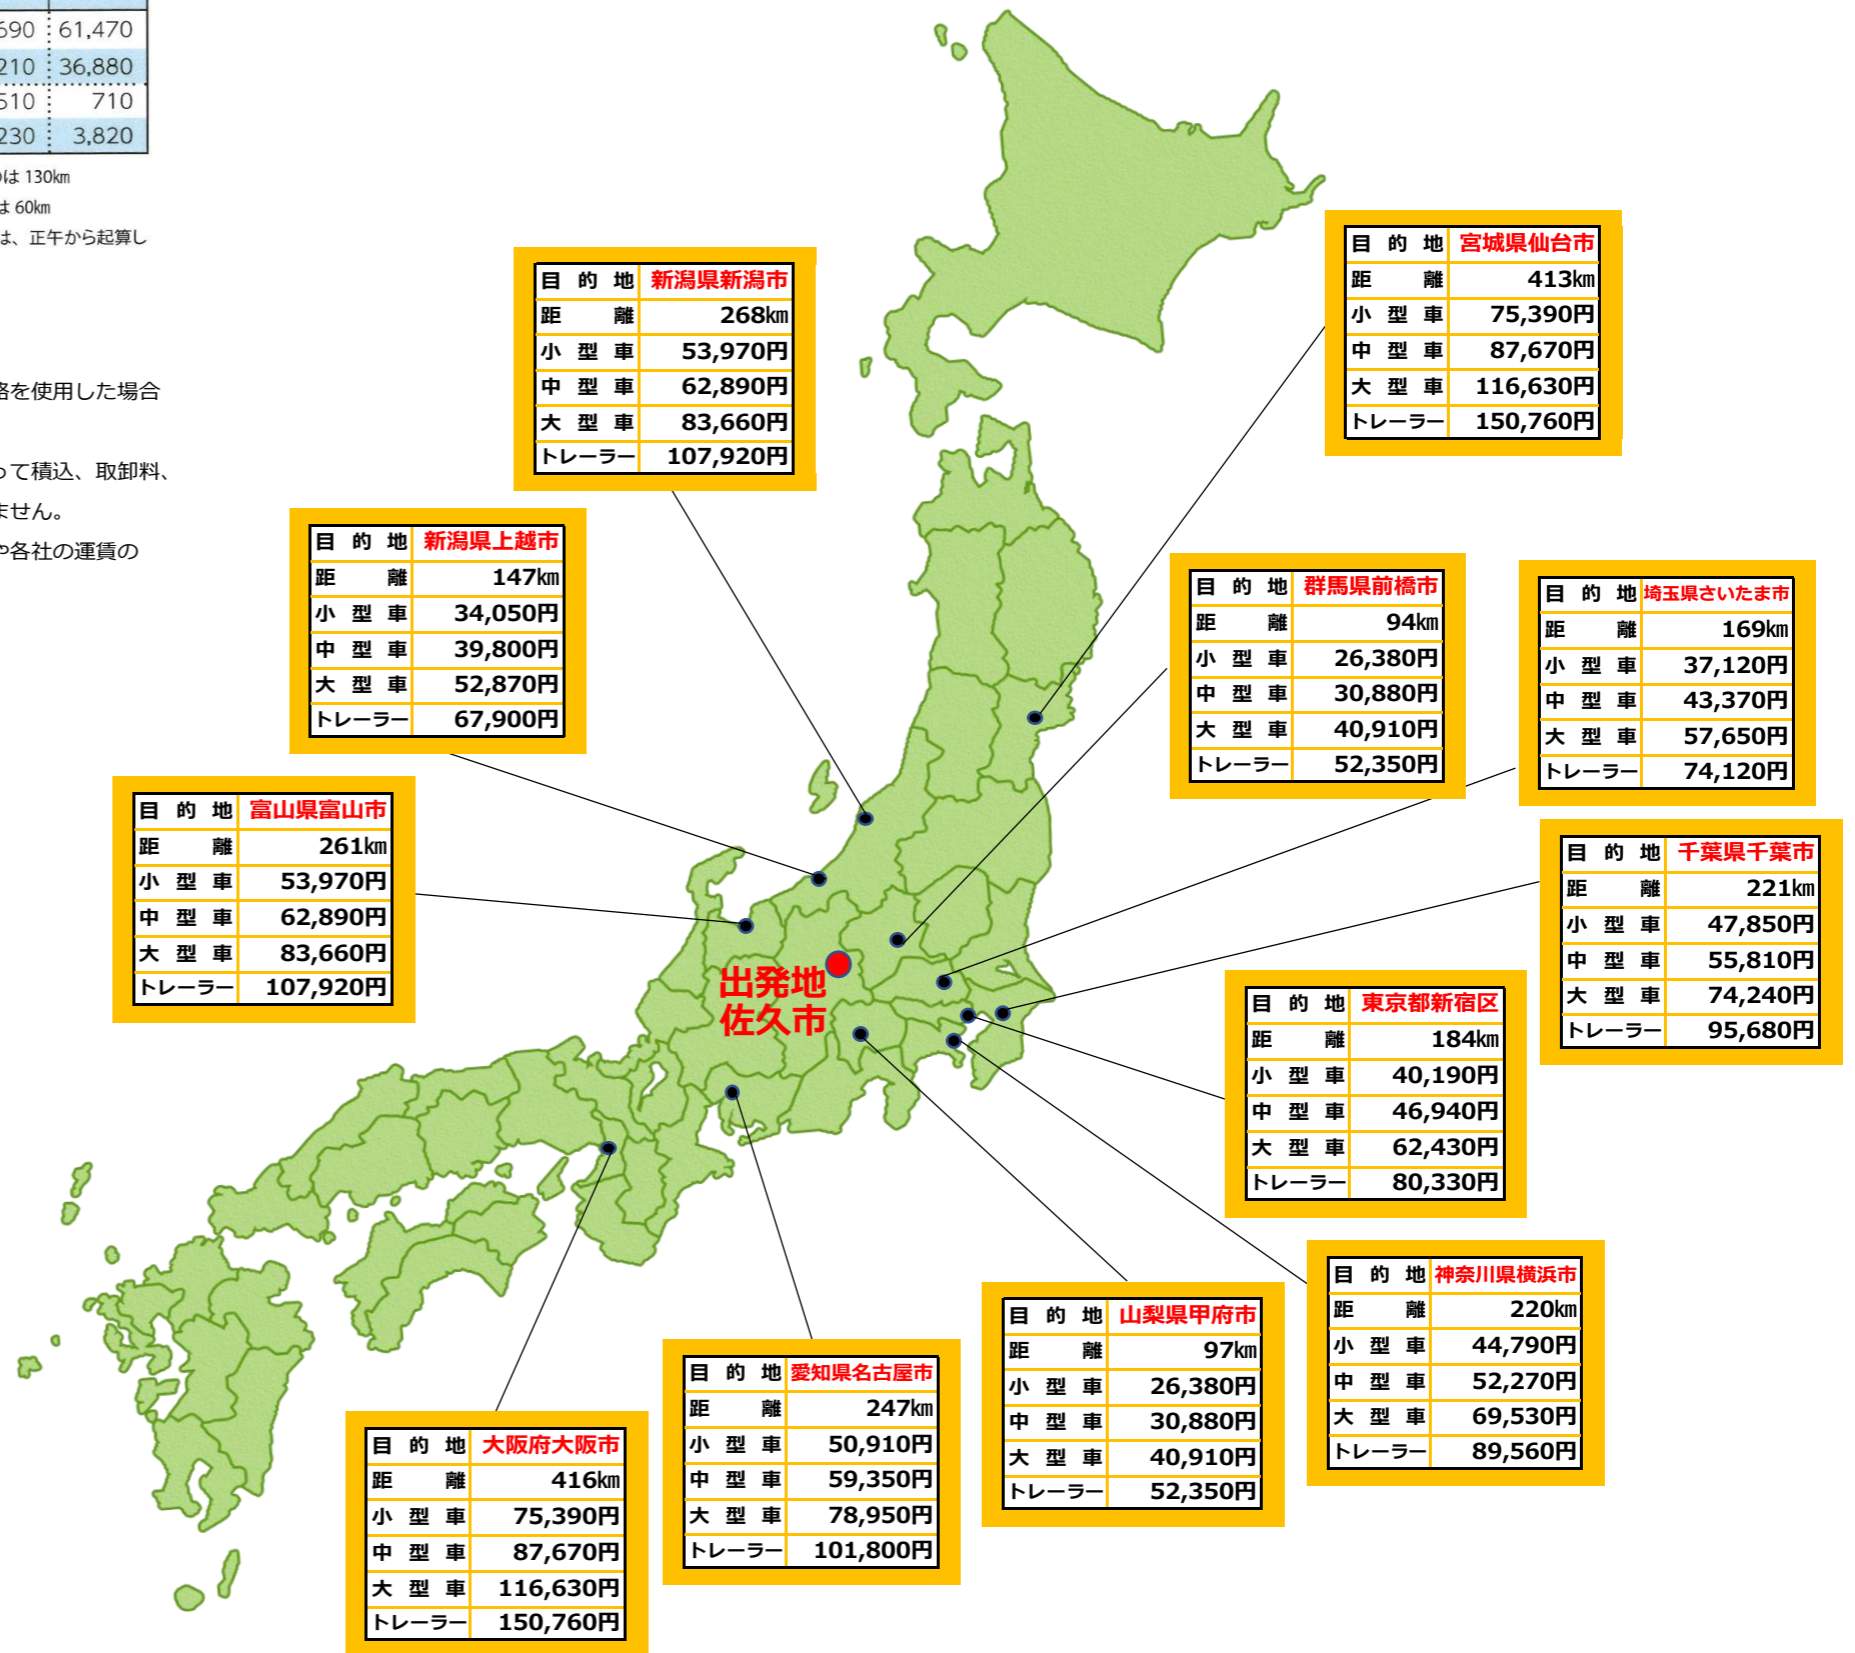 690 61,470
210 36,880
510 710
230 3,820
のは 130㎞
は 60㎞
は、正午から起算し
路を使用した場合
って積込、取卸料、
ません。
や各社の運賃の
目的地 宮城県仙台市
距離 413㎞
小型車 75,390円
中型車 87,670円
大型車 116,630円
トレーラー 150,760円
目的地 新潟県新潟市
距離 268㎞
小型車 53,970円
中型車 62,890円
大型車 83,660円
トレーラー 107,920円
目的地 新潟県上越市
距離 147㎞
小型車 34,050円
中型車 39,800円
大型車 52,870円
トレーラー 67,900円
目的地 群馬県前橋市
距離 94㎞
小型車 26,380円
中型車 30,880円
大型車 40,910円
トレーラー 52,350円
目的地 埼玉県さいたま市
距離 169㎞
小型車 37,120円
中型車 43,370円
大型車 57,650円
トレーラー 74,120円
目的地 富山県富山市
距離 261㎞
小型車 53,970円
中型車 62,890円
大型車 83,660円
トレーラー 107,920円
目的地 千葉県千葉市
距離 221㎞
小型車 47,850円
中型車 55,810円
大型車 74,240円
トレーラー 95,680円
出発地
佐久市
目的地 東京都新宿区
距離 184㎞
小型車 40,190円
中型車 46,940円
大型車 62,430円
トレーラー 80,330円
目的地 神奈川県横浜市
距離 220㎞
小型車 44,790円
中型車 52,270円
大型車 69,530円
トレーラー 89,560円
目的地 山梨県甲府市
距離 97㎞
小型車 26,380円
中型車 30,880円
大型車 40,910円
トレーラー 52,350円
目的地 愛知県名古屋市
距離 247㎞
小型車 50,910円
中型車 59,350円
大型車 78,950円
トレーラー 101,800円
目的地 大阪府大阪市
距離 416㎞
小型車 75,390円
中型車 87,670円
大型車 116,630円
トレーラー 150,760円